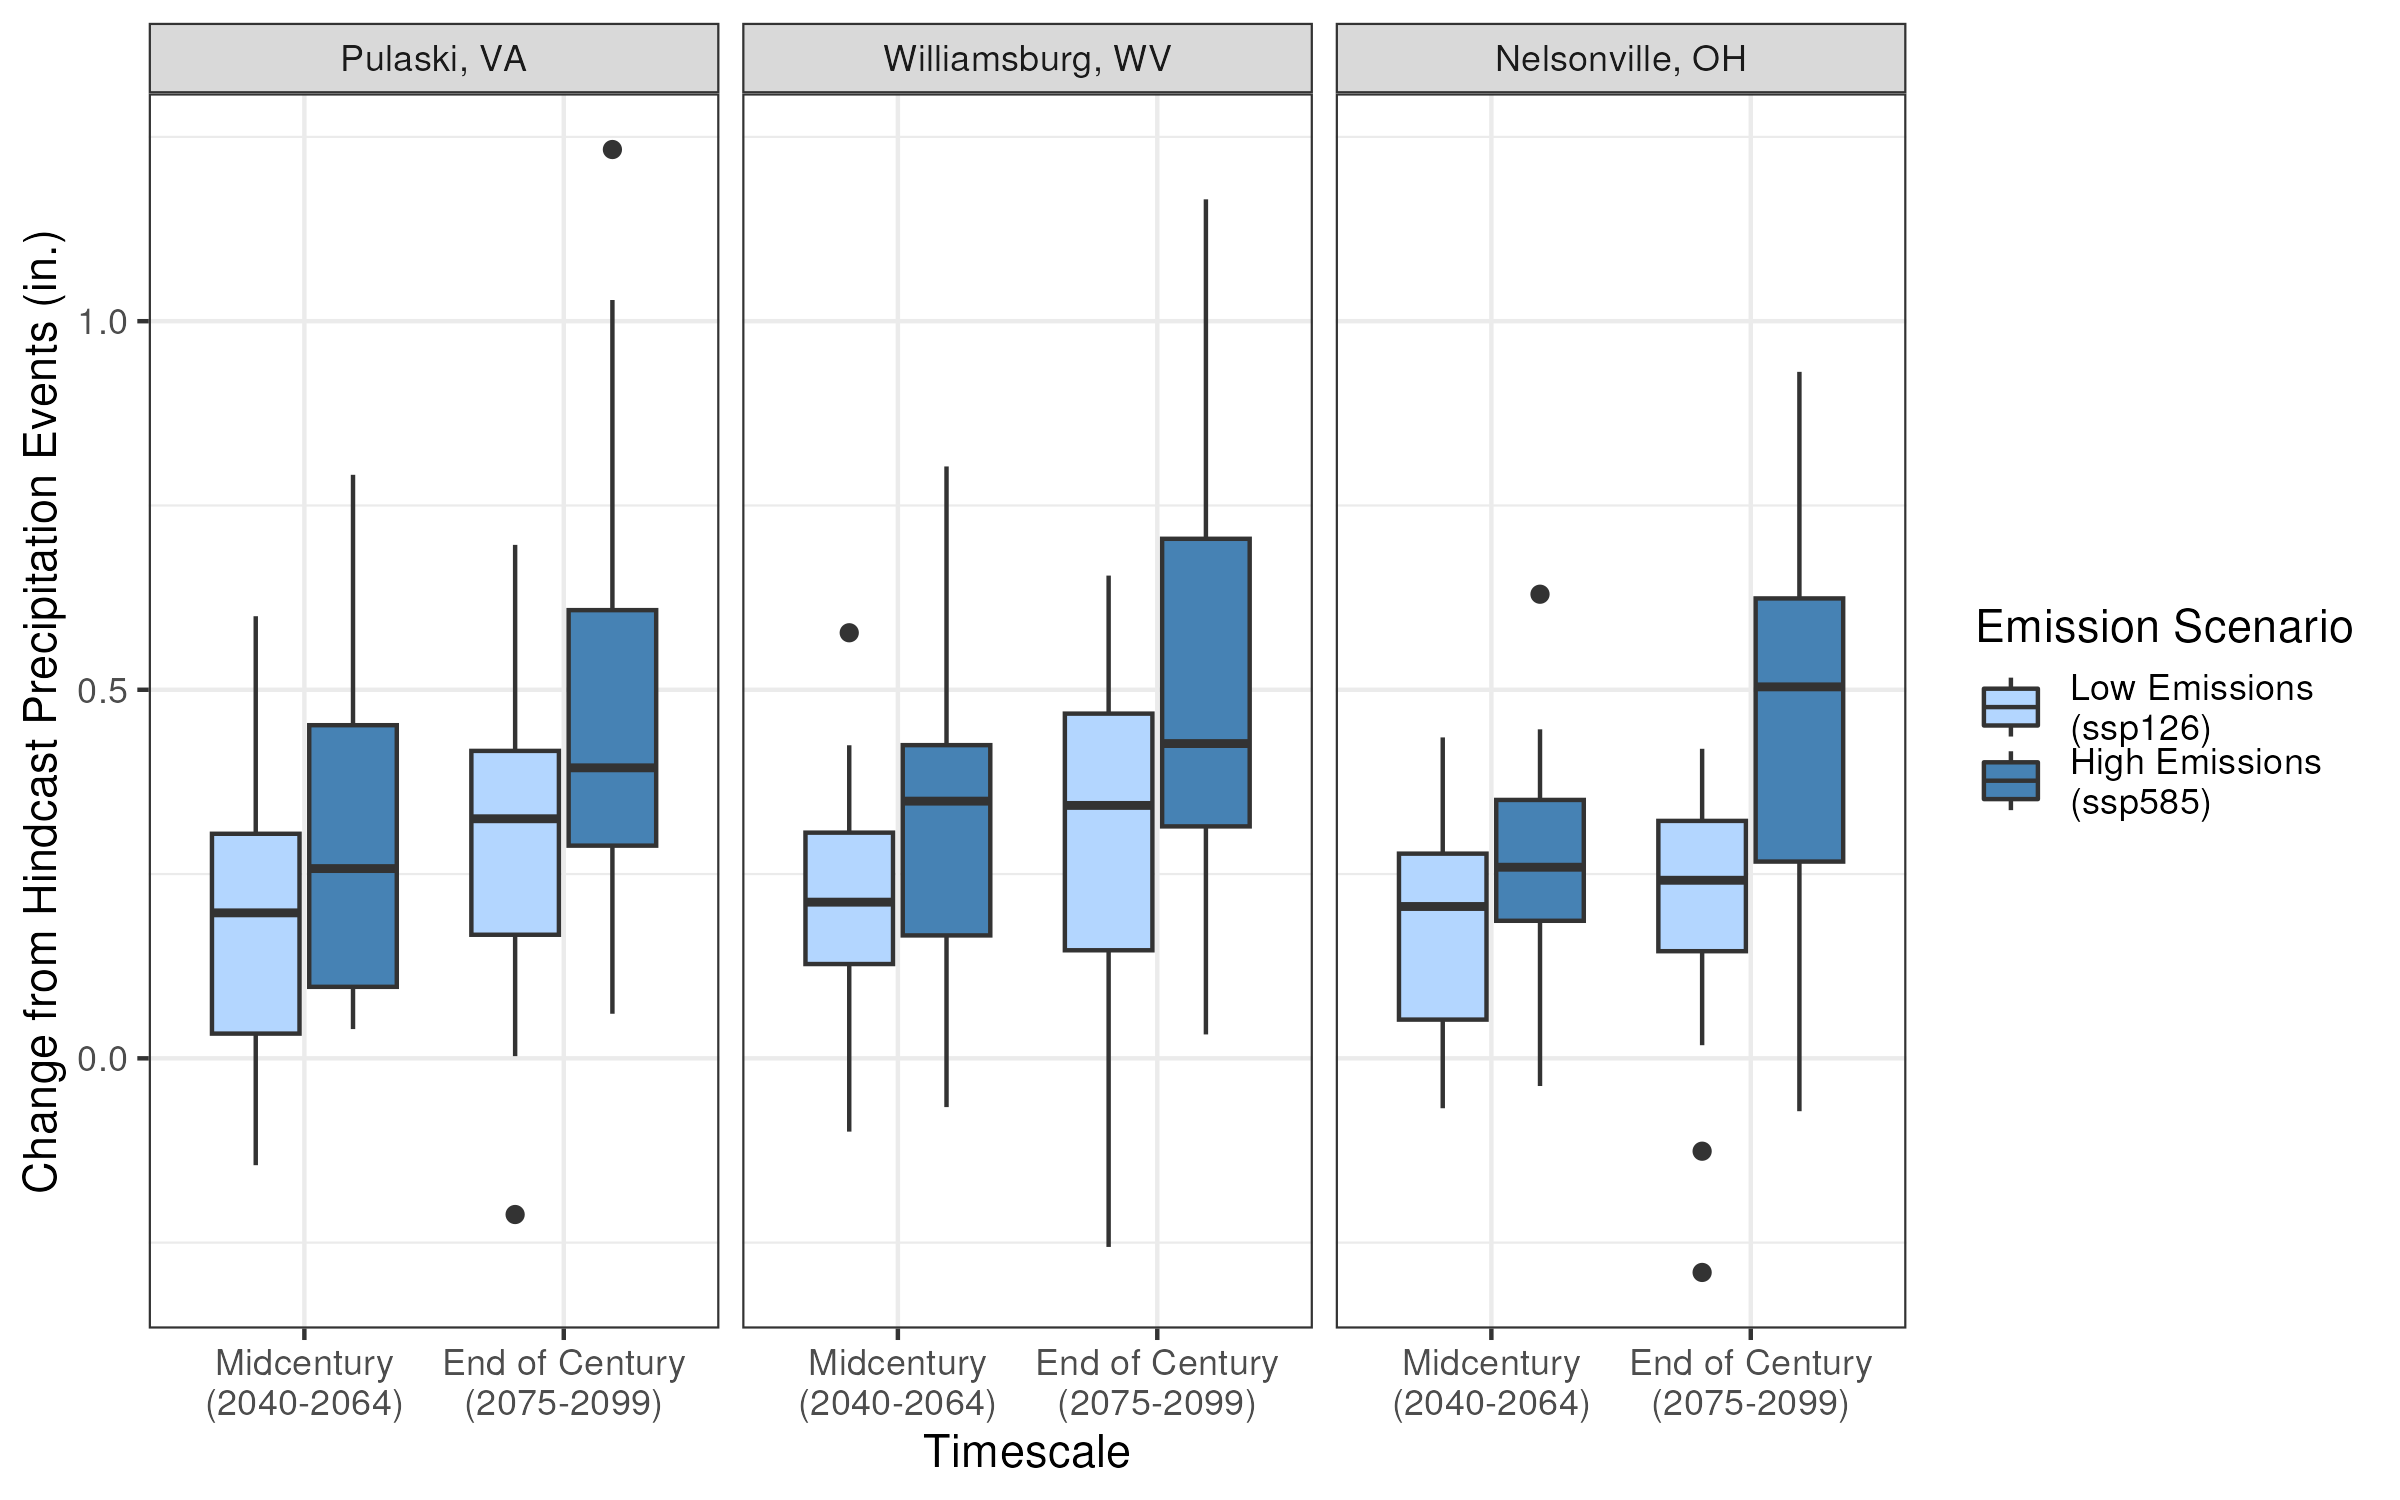 Pulaski, VA
Williamsburg, WV
Nelsonville, OH
Change from Hindcast Precipitation Events (in.)
1.0
0.5
0.0
Midcentury
(2040-2064)
End of Century
(2075-2099)
Midcentury
(2040-2064)
End of Century
(2075-2099)
Midcentury
(2040-2064)
End of Century
(2075-2099)
Timescale
Emission Scenario
Low Emissions
(ssp126)
High Emissions
(ssp585)